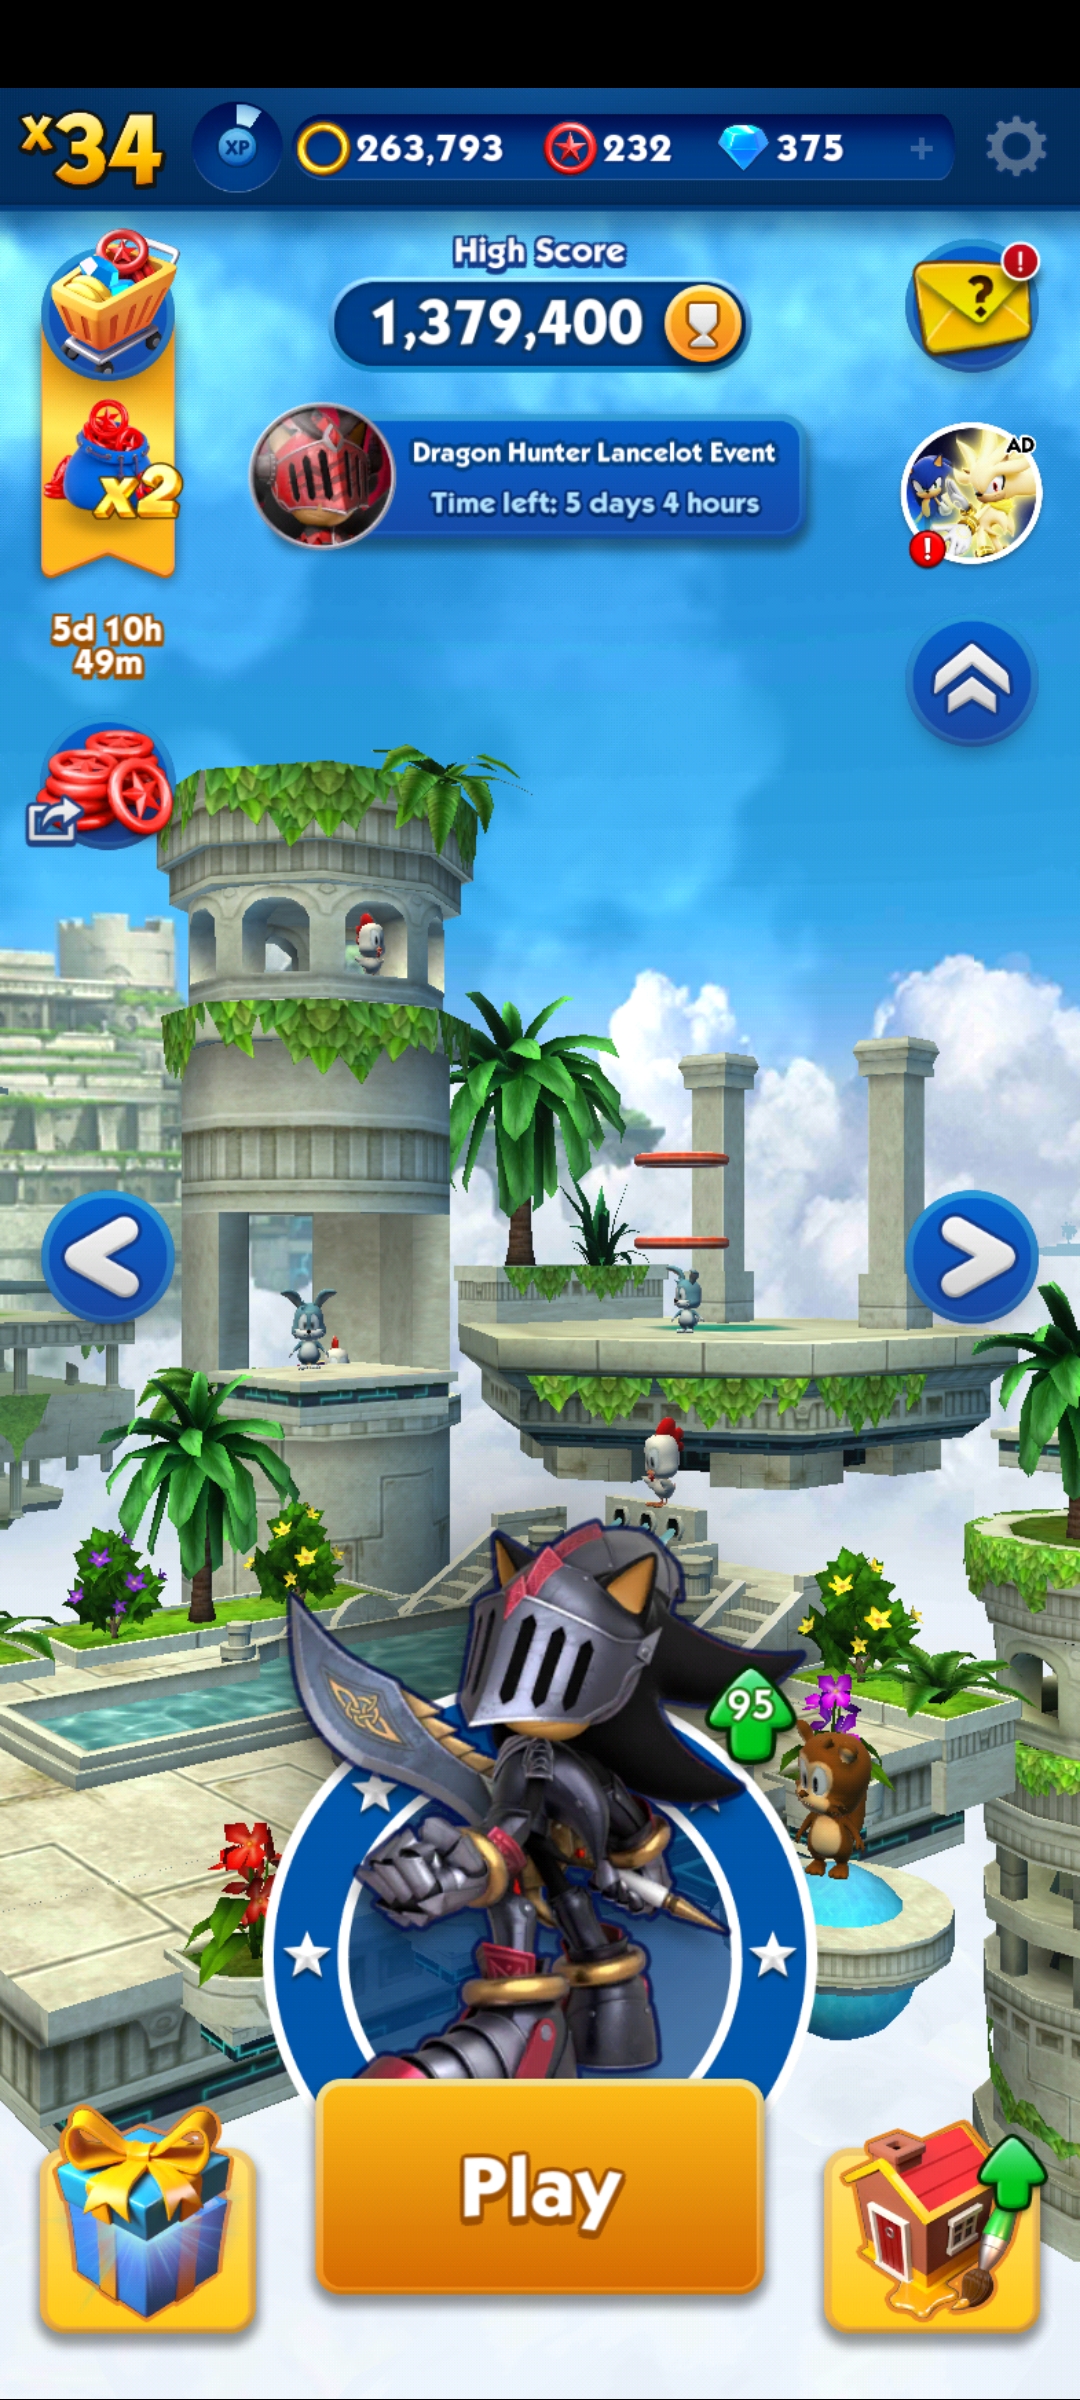 x34
XP
263,793
232
375
+
High Score
1,379,400
?
!
Dragon Hunter Lancelot Event
Time left: 5 days 4 hours
AD
!
x2
5d 10h
49m
95
Play